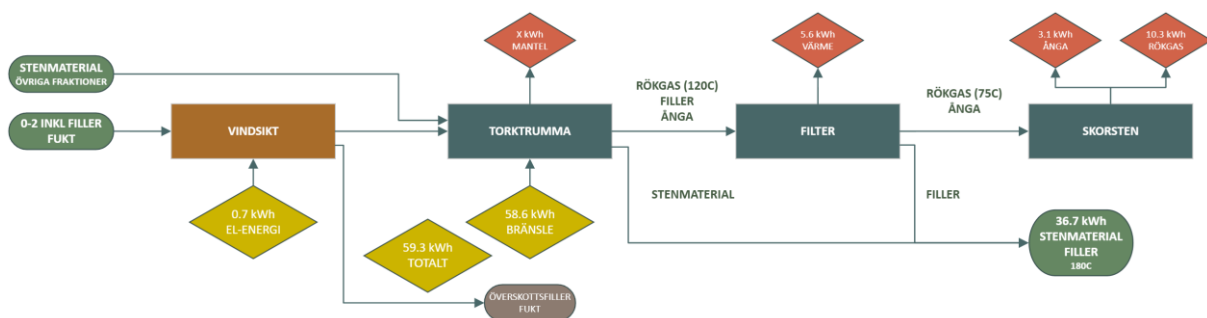 X kWh
MANTEL
5.6 kWh
VÄRME
3.1 kWh
ÅNGA
10.3 kWh
RÖKGAS
STENMATERIAL
ÖVRIGA FRAKTIONER
RÖKGAS (120C)
FILLER
ÅNGA
RÖKGAS (75C)
ÅNGA
0-2 INKL FILLER
FUKT
VINDSIKT
TORKTRUMMA
FILTER
SKORSTEN
STENMATERIAL
FILLER
0.7 kWh
EL-ENERGI
58.6 kWh
BRÄNSLE
59.3 kWh
TOTALT
36.7 kWh
STENMATERIAL
FILLER
180C
ÖVERSKOTTSFILLER
FUKT